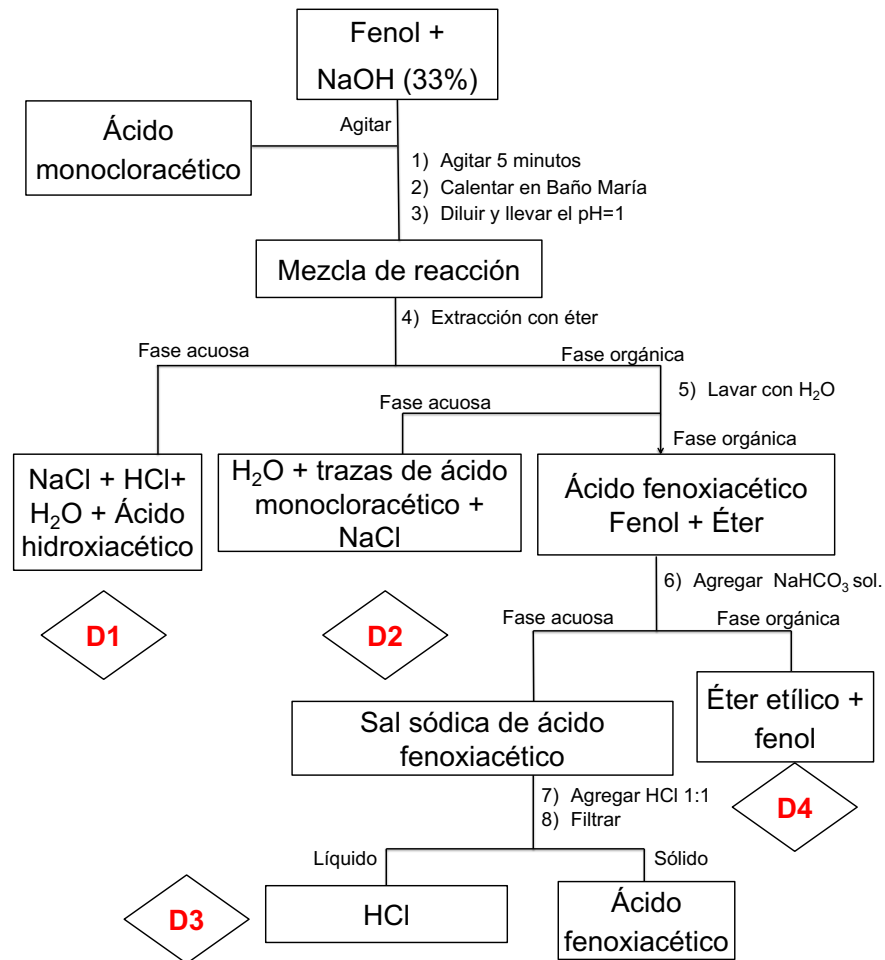 Fenol +
NaOH (33%)
Ácido
monocloracético
Agitar
1) Agitar 5 minutos
2) Calentar en Baño María
3) Diluir y llevar el pH=1
Mezcla de reacción
4) Extracción con éter
Fase acuosa
Fase orgánica
5) Lavar con H₂O
Fase acuosa
Fase orgánica
NaCl + HCl+
H₂O + Ácido
hidroxiacético
H₂O + trazas de ácido
monocloracético +
NaCl
Ácido fenoxiacético
Fenol + Éter
6) Agregar NaHCO₃ sol.
D1
D2
Fase acuosa
Fase orgánica
Sal sódica de ácido
fenoxiacético
Éter etílico +
fenol
D4
7) Agregar HCl 1:1
8) Filtrar
Líquido
Sólido
D3
HCl
Ácido
fenoxiacético